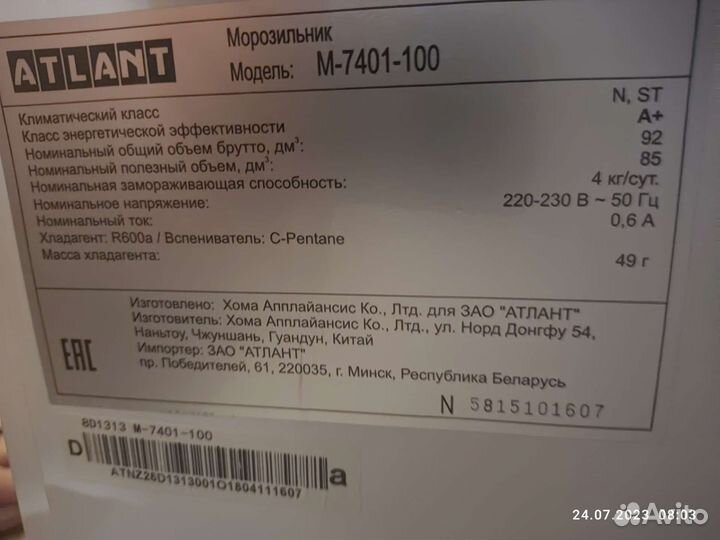 ATLANT
Морозильник
Модель: M-7401-100
Климатический класс N, ST
Класс энергетической эффективности A+
Номинальный общий объем брутто, дм³: 92
Номинальный полезный объем, дм³: 85
Номинальная замораживающая способность: 4 кг/сут.
Номинальное напряжение: 220-230 В ~ 50 Гц
Номинальный ток: 0,6 А
Хладагент: R600a / Вспениватель: C-Pentane
Масса хладагента: 49 г
Изготовлено: Хома Апплайансис Ко., Лтд. для ЗАО "АТЛАНТ"
Изготовитель: Хома Апплайансис Ко., Лтд., ул. Норд Донгфу 54,
Наньтоу, Чжуншань, Гуандун, Китай
Импортер: ЗАО "АТЛАНТ"
пр. Победителей, 61, 220035, г. Минск, Республика Беларусь
EAC
N 5815101607
8D1313 M-7401-100
D a
ATNZ26D1313001O1804111607
24.07.2023 08:03
Avito